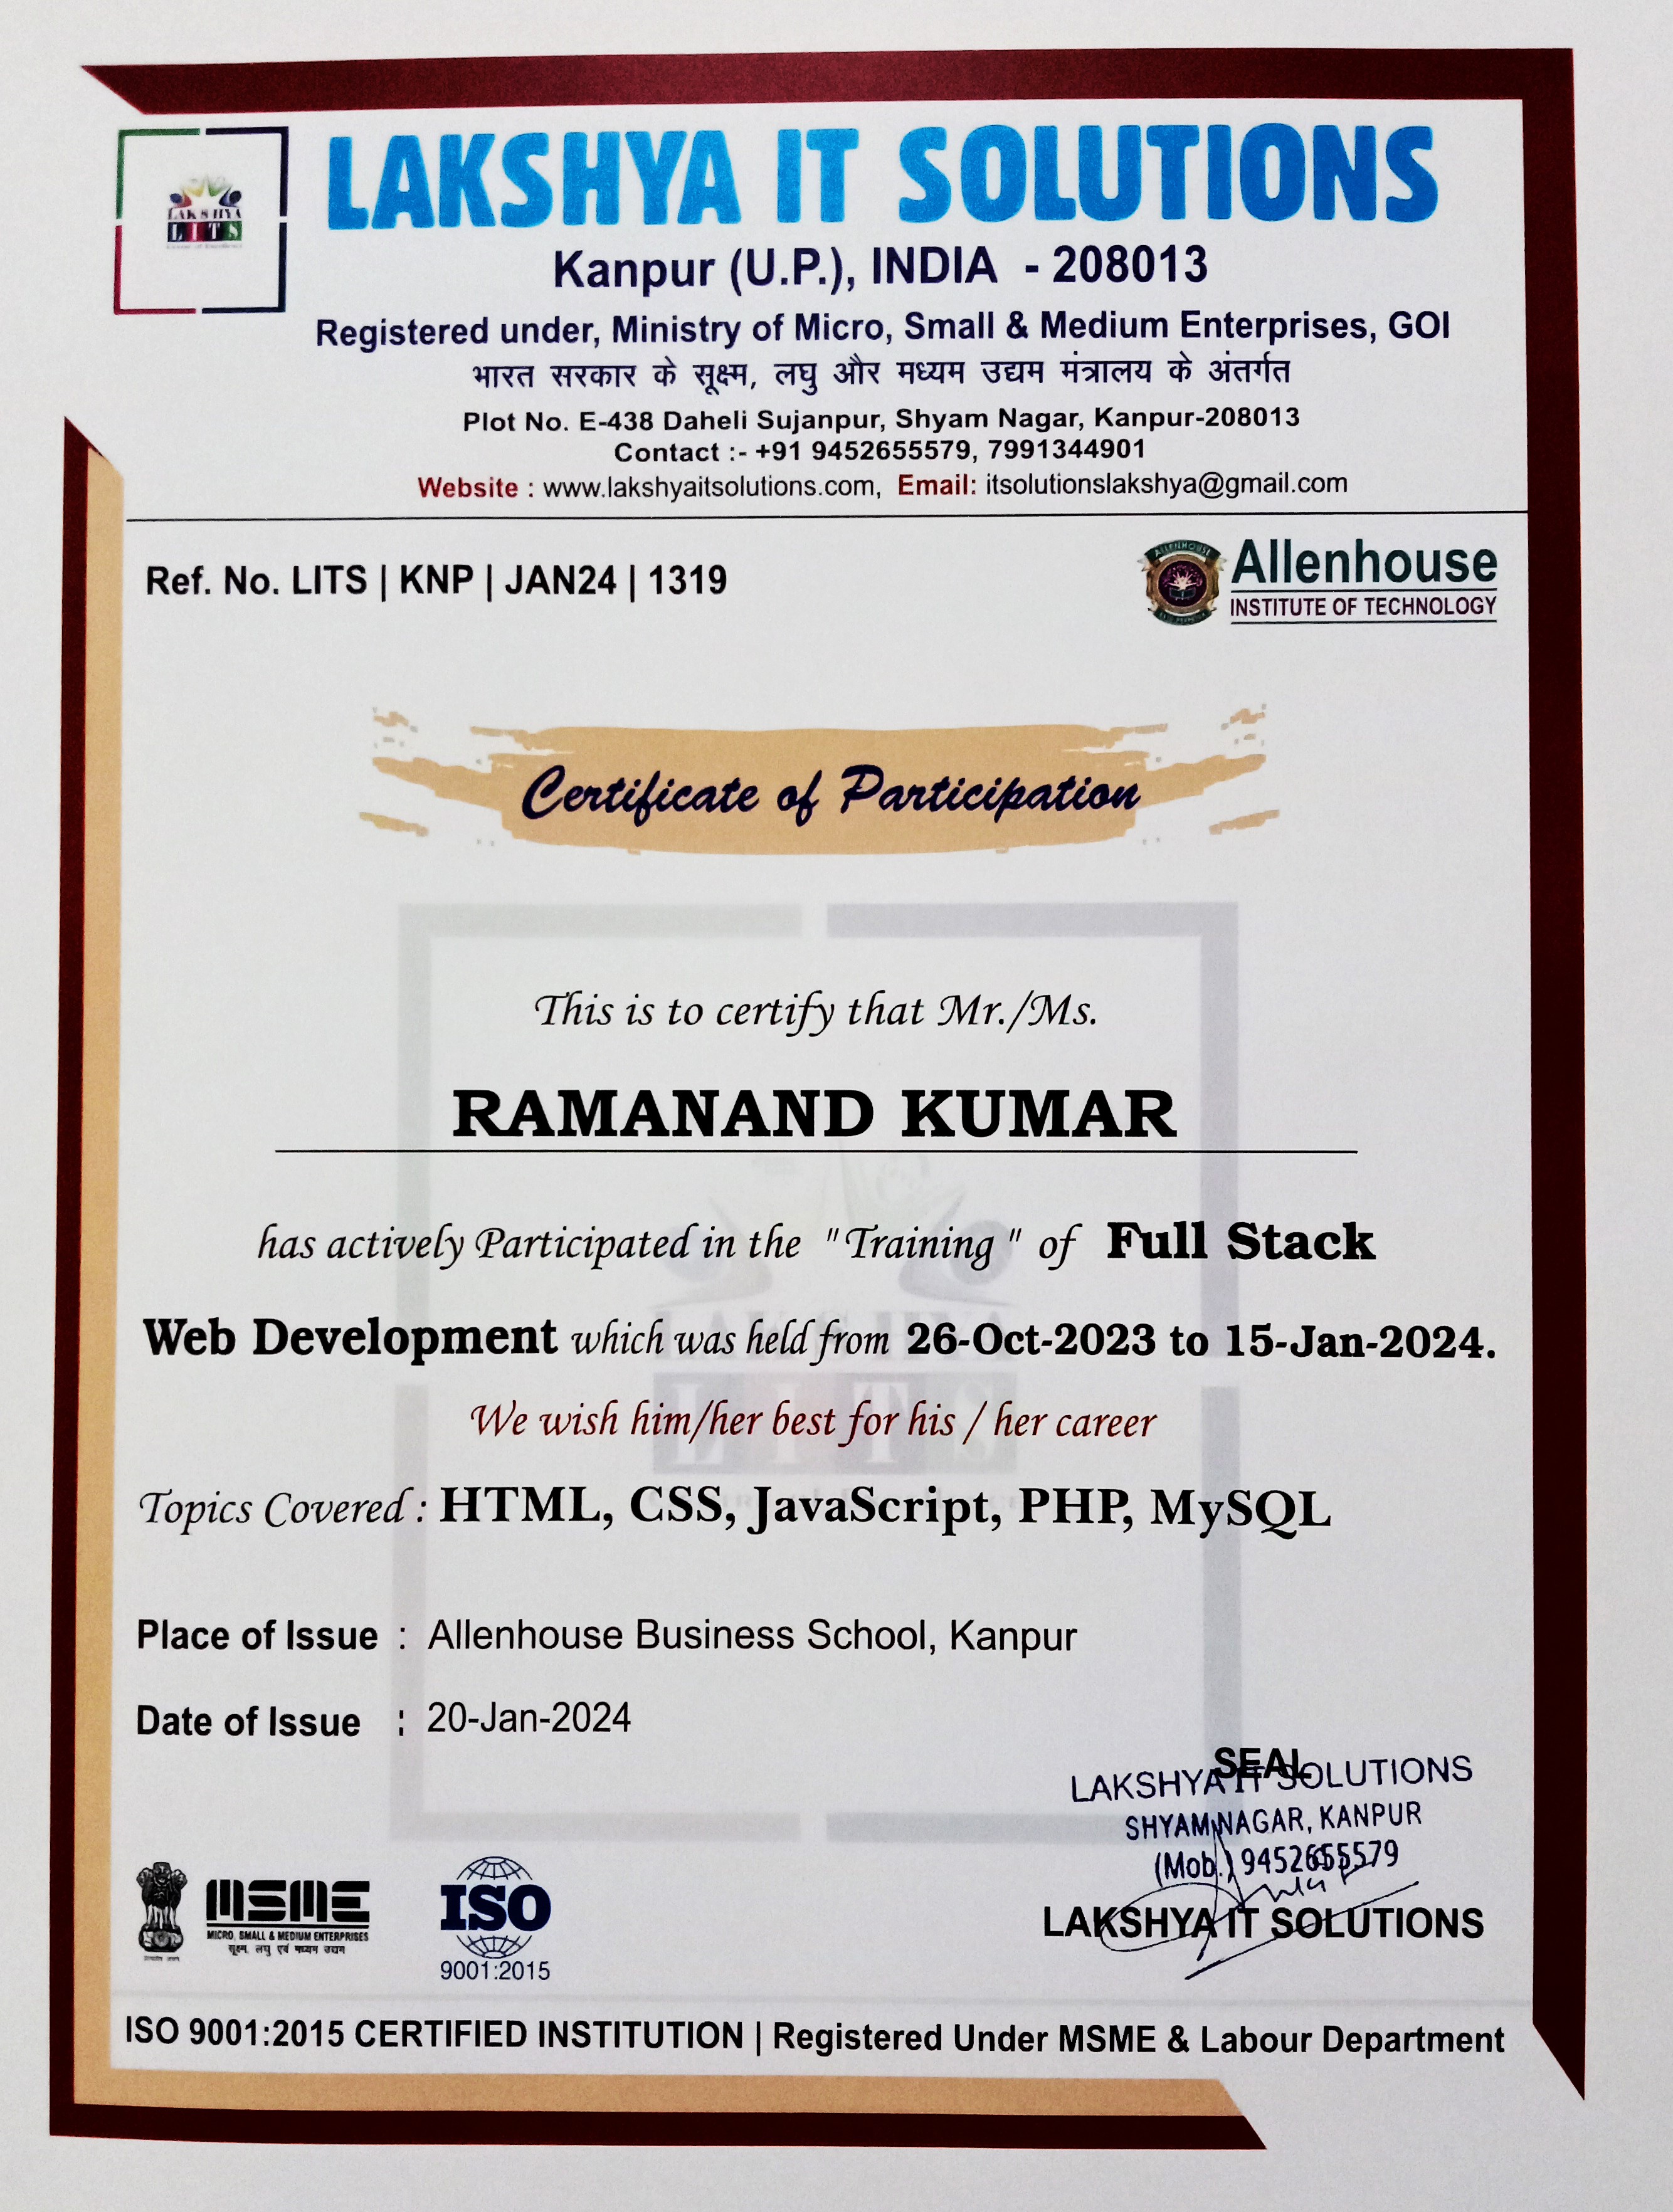 LAKSHYA IT SOLUTIONS
LAKSHYA
LITS
Kanpur (U.P.), INDIA - 208013
Registered under, Ministry of Micro, Small & Medium Enterprises, GOI
भारत सरकार के सूक्ष्म, लघु और मध्यम उद्यम मंत्रालय के अंतर्गत
Plot No. E-438 Daheli Sujanpur, Shyam Nagar, Kanpur-208013
Contact :- +91 9452655579, 7991344901
Website : www.lakshyaitsolutions.com, Email: itsolutionslakshya@gmail.com
Ref. No. LITS | KNP | JAN24 | 1319
ALLENHOUSE
Allenhouse
INSTITUTE OF TECHNOLOGY
Certificate of Participation
This is to certify that Mr./Ms.
RAMANAND KUMAR
has actively Participated in the "Training" of Full Stack
Web Development which was held from 26-Oct-2023 to 15-Jan-2024.
We wish him/her best for his / her career
Topics Covered : HTML, CSS, JavaScript, PHP, MySQL
LAKSHYA
LITS
Place of Issue : Allenhouse Business School, Kanpur
Date of Issue : 20-Jan-2024
SEAL
LAKSHYA IT SOLUTIONS
SHYAM NAGAR, KANPUR
(Mob.) 9452655579
LAKSHYA IT SOLUTIONS
MSME
MICRO, SMALL & MEDIUM ENTERPRISES
सूक्ष्म, लघु एवं मध्यम उद्यम
ISO
9001:2015
ISO 9001:2015 CERTIFIED INSTITUTION | Registered Under MSME & Labour Department